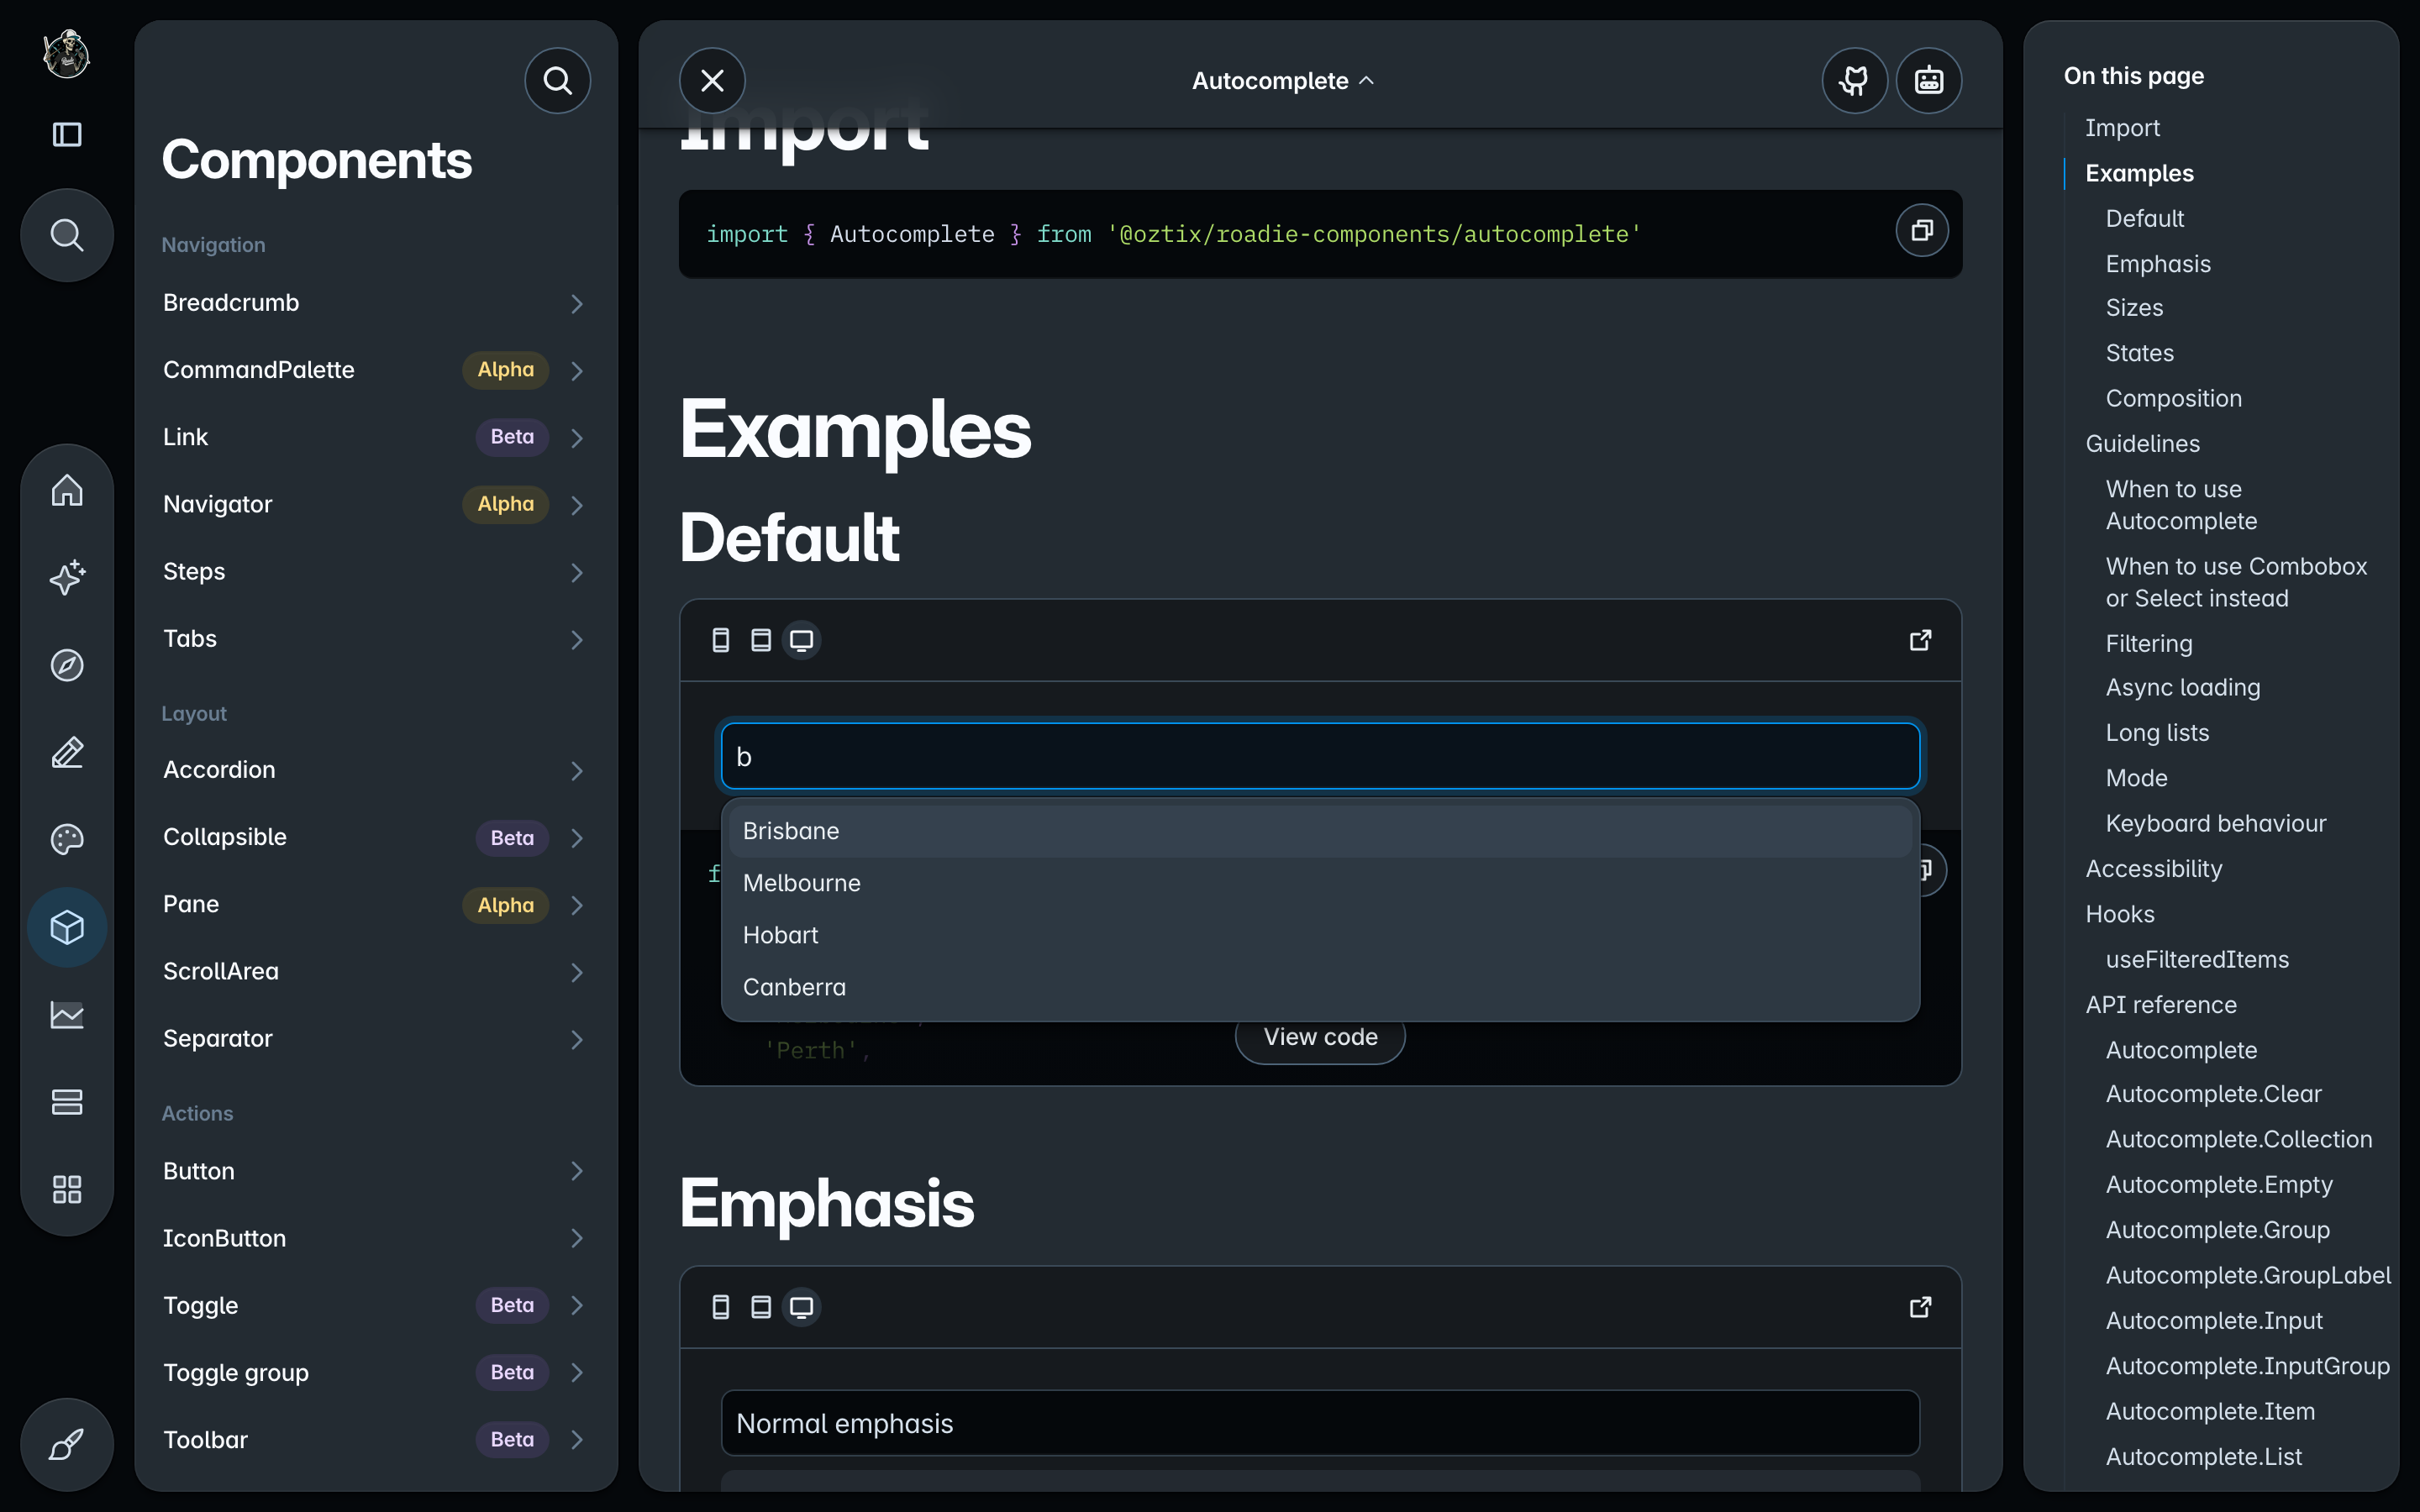 Components
Navigation
Breadcrumb
CommandPalette Alpha
Link Beta
Navigator Alpha
Steps
Tabs
Layout
Accordion
Collapsible Beta
Pane Alpha
ScrollArea
Separator
Actions
Button
IconButton
Toggle Beta
Toggle group Beta
Toolbar Beta
Autocomplete
Import
import { Autocomplete } from '@oztix/roadie-components/autocomplete'
Examples
Default
b
Brisbane
Melbourne
Hobart
Canberra
'Perth',
View code
Emphasis
Normal emphasis
On this page
Import
Examples
Default
Emphasis
Sizes
States
Composition
Guidelines
When to use
Autocomplete
When to use Combobox
or Select instead
Filtering
Async loading
Long lists
Mode
Keyboard behaviour
Accessibility
Hooks
useFilteredItems
API reference
Autocomplete
Autocomplete.Clear
Autocomplete.Collection
Autocomplete.Empty
Autocomplete.Group
Autocomplete.GroupLabel
Autocomplete.Input
Autocomplete.InputGroup
Autocomplete.Item
Autocomplete.List